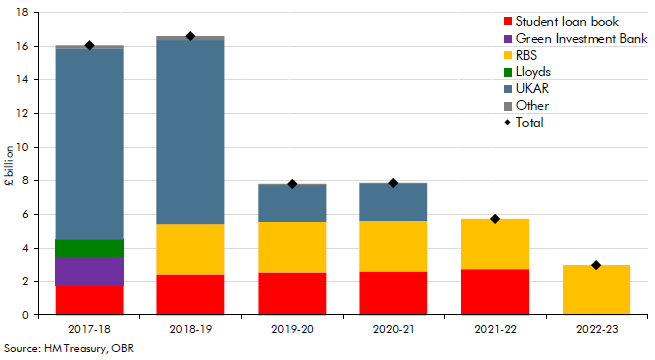 18
16
14
12
10
8
6
4
2
0
£ billion
Student loan book
Green Investment Bank
RBS
Lloyds
UKAR
Other
Total
2017-18 2018-19 2019-20 2020-21 2021-22 2022-23
Source: HM Treasury, OBR